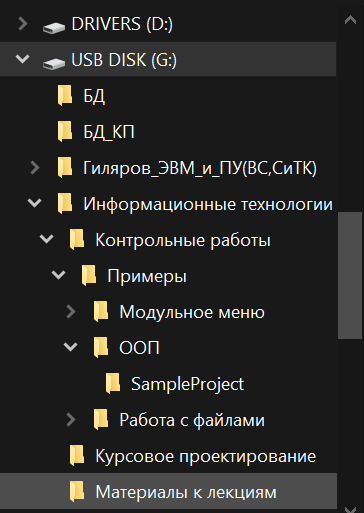 DRIVERS (D:)
USB DISK (G:)
БД
БД_КП
Гиляров_ЭВМ_и_ПУ(ВС,СиТК)
Информационные технологии
Контрольные работы
Примеры
Модульное меню
ООП
SampleProject
Работа с файлами
Курсовое проектирование
Материалы к лекциям